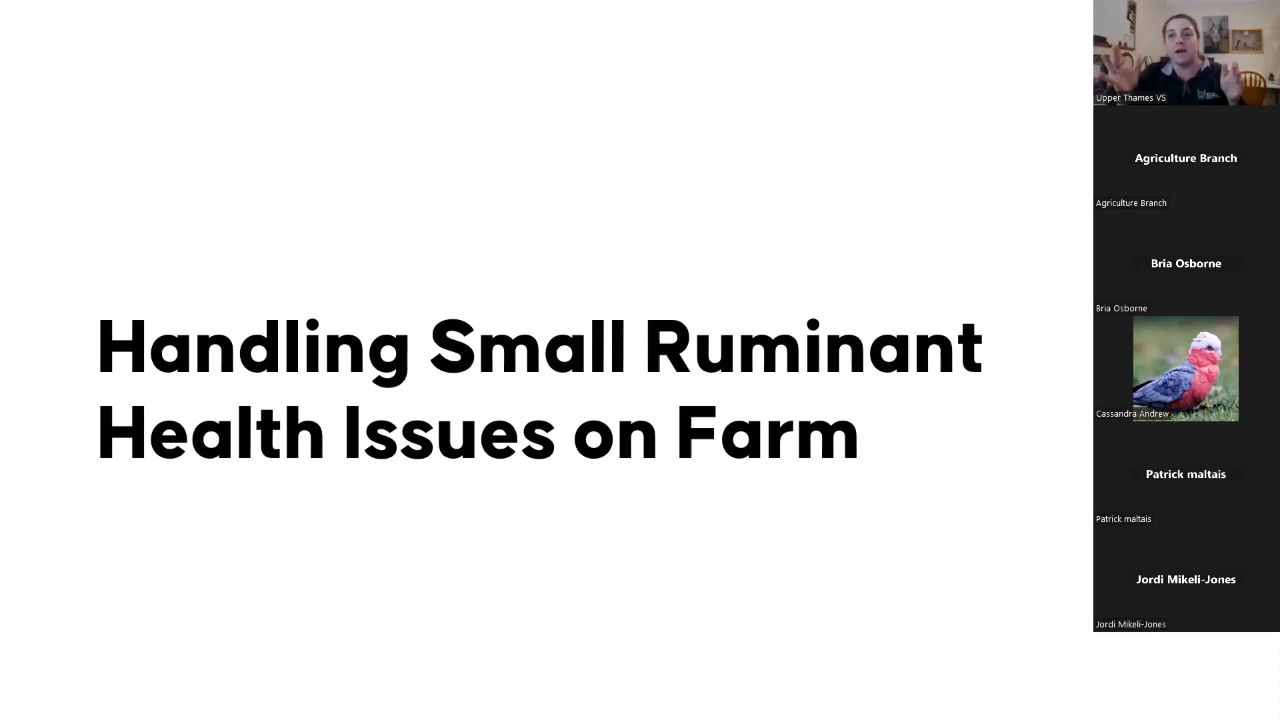 Handling Small Ruminant
Health Issues on Farm
Upper Thames VS
Agriculture Branch
Agriculture Branch
Bria Osborne
Bria Osborne
Cassandra Andrew
Patrick maltais
Patrick maltais
Jordi Mikeli-Jones
Jordi Mikeli-Jones